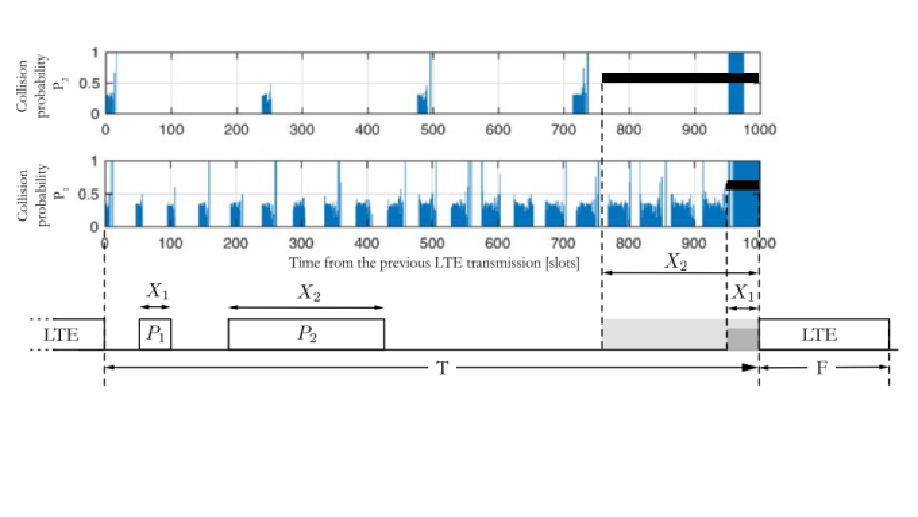 Collision
probability
P2
1
0.5
0
0 100 200 300 400 500 600 700 800 900 1000
Collision
probability
P1
1
0.5
0
0 100 200 300 400 500 600 700 800 900 1000
Time from the previous LTE transmission [slots]
X2
X1
X2
X1
LTE
P1
P2
LTE
T
F